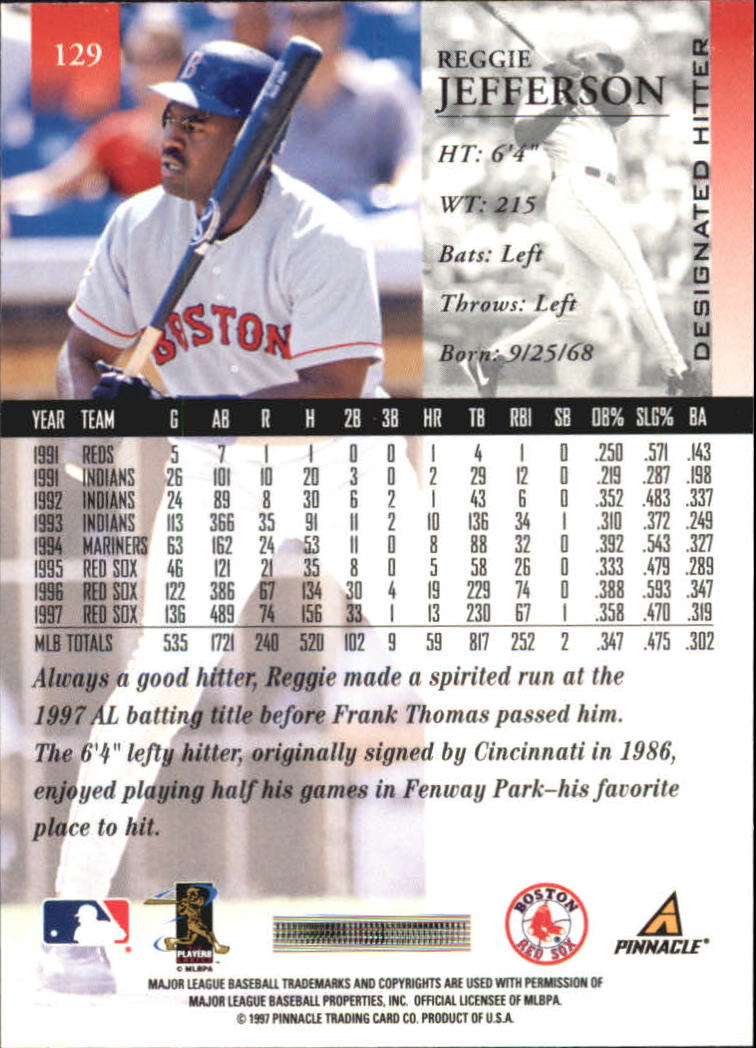 129
REGGIE
JEFFERSON
HT: 6'4"
WT: 215
Bats: Left
Throws: Left
Born: 9/25/68
DESIGNATED HITTER
B
BOSTON
YEAR TEAM G AB R H 2B 3B HR TB RBI SB OB% SLG% BA
1991 REDS 5 7 1 1 0 0 1 4 1 0 .250 .571 .143
1991 INDIANS 26 101 10 20 3 0 2 29 12 0 .219 .287 .198
1992 INDIANS 24 89 8 30 6 2 1 43 6 0 .352 .483 .337
1993 INDIANS 113 366 35 91 11 2 10 136 34 1 .310 .372 .249
1994 MARINERS 63 162 24 53 11 0 8 88 32 0 .392 .543 .327
1995 RED SOX 46 121 21 35 8 0 5 58 26 0 .333 .479 .289
1996 RED SOX 122 386 67 134 30 4 19 229 74 0 .388 .593 .347
1997 RED SOX 136 489 74 156 33 1 13 230 67 1 .358 .470 .319
MLB TOTALS 535 1721 240 520 102 9 59 817 252 2 .347 .475 .302
Always a good hitter, Reggie made a spirited run at the
1997 AL batting title before Frank Thomas passed him.
The 6'4" lefty hitter, originally signed by Cincinnati in 1986,
enjoyed playing half his games in Fenway Park–his favorite
place to hit.
PLAYERS
CHOICE
© MLBPA
BOSTON
RED SOX
PINNACLE®
MAJOR LEAGUE BASEBALL TRADEMARKS AND COPYRIGHTS ARE USED WITH PERMISSION OF
MAJOR LEAGUE BASEBALL PROPERTIES, INC. OFFICIAL LICENSEE OF MLBPA.
© 1997 PINNACLE TRADING CARD CO. PRODUCT OF U.S.A.